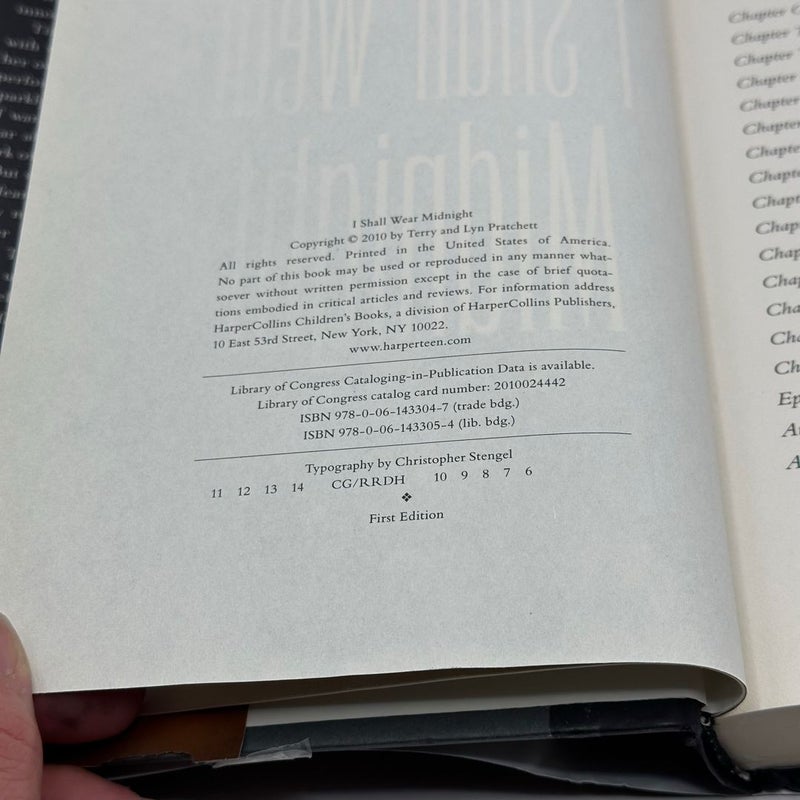 I Shall Wear Midnight
Copyright © 2010 by Terry and Lyn Pratchett
All rights reserved. Printed in the United States of America.
No part of this book may be used or reproduced in any manner what-
soever without written permission except in the case of brief quota-
tions embodied in critical articles and reviews. For information address
HarperCollins Children's Books, a division of HarperCollins Publishers,
10 East 53rd Street, New York, NY 10022.
www.harperteen.com
Library of Congress Cataloging-in-Publication Data is available.
Library of Congress catalog card number: 2010024442
ISBN 978-0-06-143304-7 (trade bdg.)
ISBN 978-0-06-143305-4 (lib. bdg.)
Typography by Christopher Stengel
11 12 13 14 CG/RRDH 10 9 8 7 6
❖
First Edition
Chapter
Chapter
Chapter
Chapter
Chapter